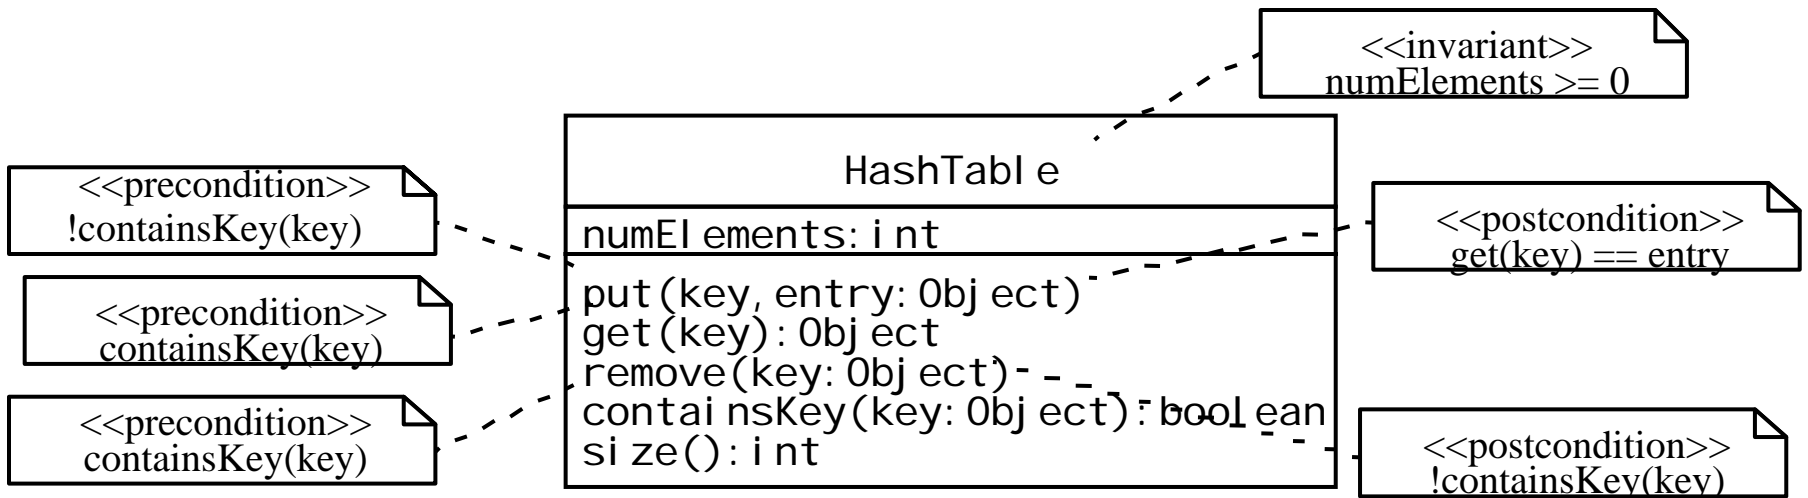 <<invariant>>
numElements >= 0
HashTable
<<precondition>>
!containsKey(key)
numElements:int
<<postcondition>>
get(key) == entry
<<precondition>>
containsKey(key)
put(key,entry:Object)
get(key):Object
remove(key:Object)
containsKey(key:Object):boolean
size():int
<<precondition>>
containsKey(key)
<<postcondition>>
!containsKey(key)